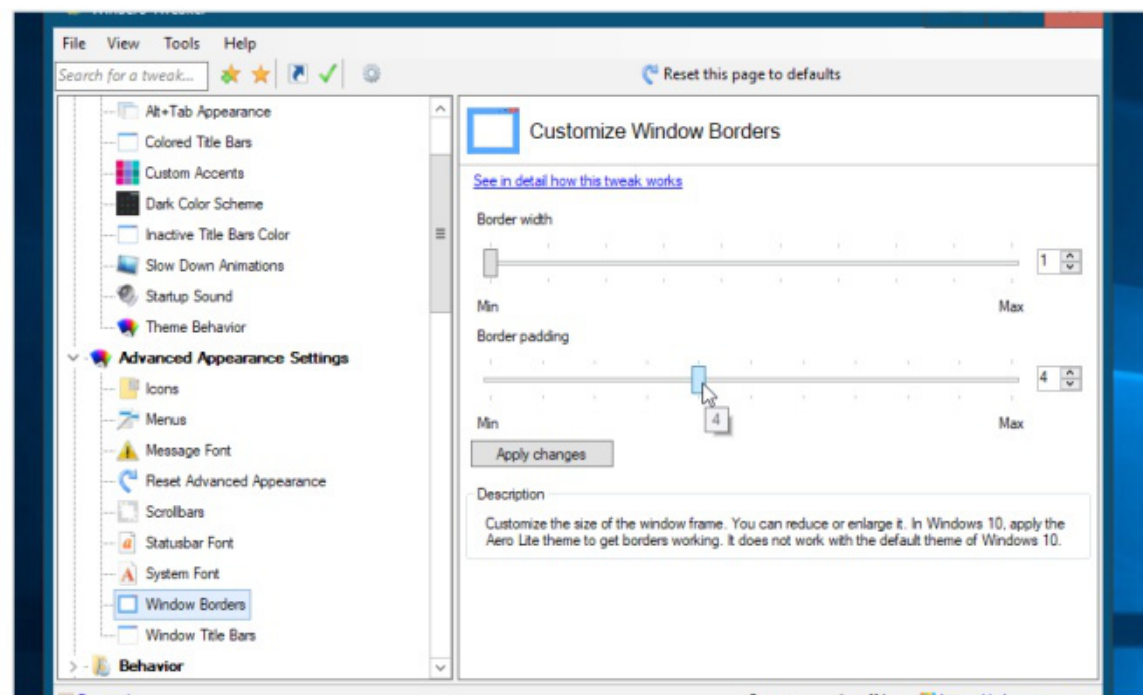 Winaero Tweaker
File View Tools Help
Search for a tweak...
Reset this page to defaults
Alt+Tab Appearance
Colored Title Bars
Custom Accents
Dark Color Scheme
Inactive Title Bars Color
Slow Down Animations
Startup Sound
Theme Behavior
Advanced Appearance Settings
Icons
Menus
Message Font
Reset Advanced Appearance
Scrollbars
Statusbar Font
System Font
Window Borders
Window Title Bars
Behavior
Customize Window Borders
See in detail how this tweak works
Border width
1
Min Max
Border padding
4
4
Min Max
Apply changes
Description
Customize the size of the window frame. You can reduce or enlarge it. In Windows 10, apply the
Aero Lite theme to get borders working. It does not work with the default theme of Windows 10.